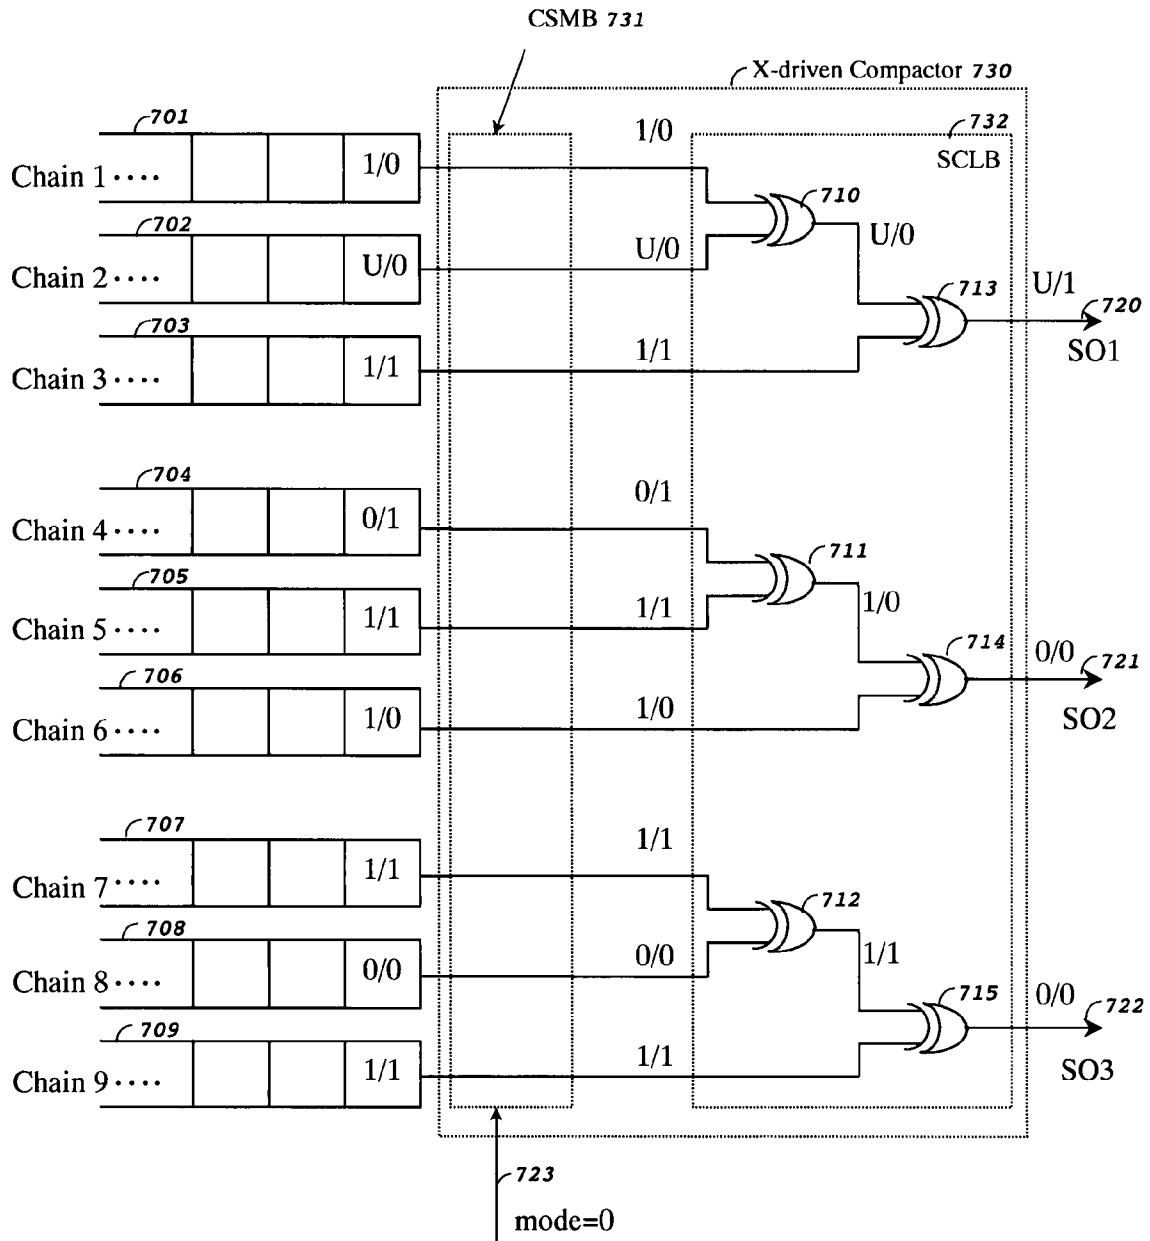 CSMB 731
X-driven Compactor 730
701
1/0
732
SCLB
Chain 1 ····
1/0
710
702
U/0
U/0
Chain 2 ····
U/0
713
U/1
720
703
1/1
SO1
Chain 3 ····
1/1
704
0/1
Chain 4 ····
0/1
711
705
1/1
1/0
Chain 5 ····
1/1
714
0/0
721
706
1/0
SO2
Chain 6 ····
1/0
707
1/1
Chain 7 ····
1/1
712
708
0/0
1/1
Chain 8 ····
0/0
715
0/0
722
709
1/1
SO3
Chain 9 ····
1/1
723
mode=0